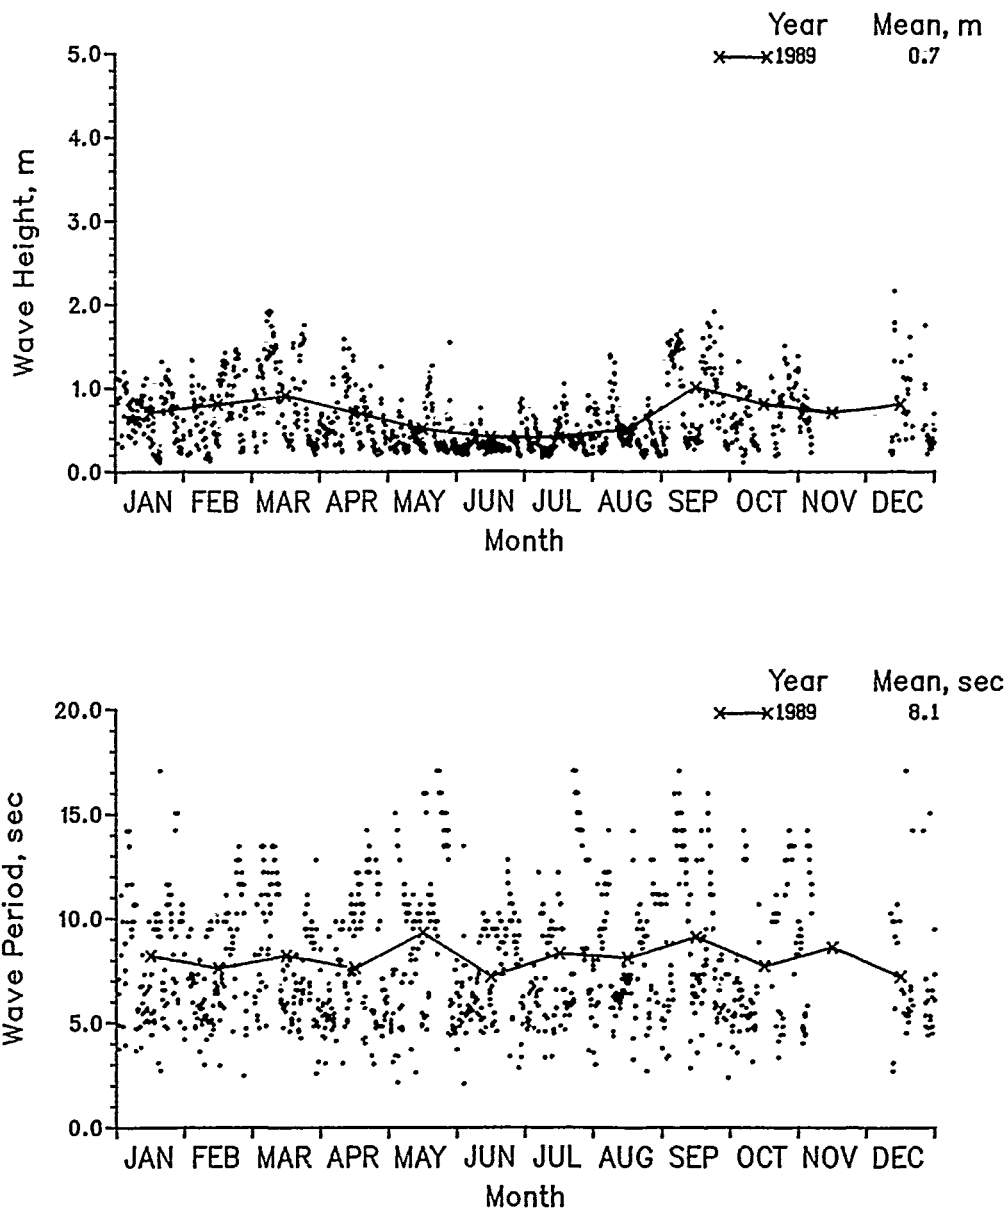 Year Mean, m
1989 0.7
5.0
4.0
3.0
2.0
1.0
0.0
Wave Height, m
JAN FEB MAR APR MAY JUN JUL AUG SEP OCT NOV DEC
Month
Year Mean, sec
1989 8.1
20.0
15.0
10.0
5.0
0.0
Wave Period, sec
JAN FEB MAR APR MAY JUN JUL AUG SEP OCT NOV DEC
Month